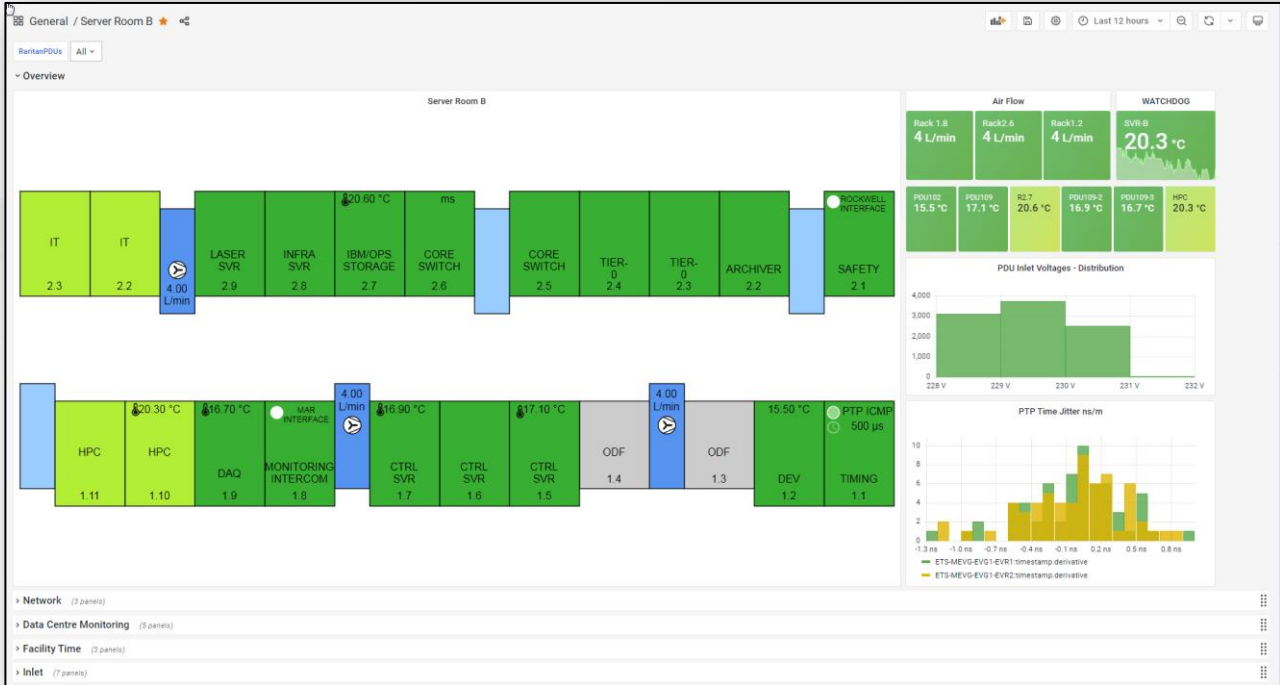 General / Server Room B
Last 12 hours
RaritanPDUs All
Overview
Server Room B
IT
2.3
IT
2.2
4.00
L/min
LASER
SVR
2.9
INFRA
SVR
2.8
20.60 °C
IBM/OPS
STORAGE
2.7
ms
CORE
SWITCH
2.6
CORE
SWITCH
2.5
TIER-
0
2.4
TIER-
0
2.3
ARCHIVER
2.2
ROCKWELL
INTERFACE
SAFETY
2.1
HPC
1.11
20.30 °C
HPC
1.10
16.70 °C
DAQ
1.9
MAR
INTERFACE
MONITORING
INTERCOM
1.8
4.00
L/min
16.90 °C
CTRL
SVR
1.7
CTRL
SVR
1.6
17.10 °C
CTRL
SVR
1.5
ODF
1.4
4.00
L/min
ODF
1.3
15.50 °C
DEV
1.2
PTP ICMP
500 µs
TIMING
1.1
Air Flow
Rack 1.8
4 L/min
Rack2.6
4 L/min
Rack1.2
4 L/min
WATCHDOG
SVR-B
20.3 °C
PDU102
15.5 °C
PDU109
17.1 °C
R2.7
20.6 °C
PDU109-2
16.9 °C
PDU109-3
16.7 °C
HPC
20.3 °C
PDU Inlet Voltages - Distribution
4,000
3,000
2,000
1,000
0
228 V 229 V 230 V 231 V 232 V
PTP Time Jitter ns/m
10
8
6
4
2
0
-1.3 ns -1.0 ns -0.7 ns -0.4 ns -0.1 ns 0.2 ns 0.5 ns 0.8 ns
ETS-MEVG-EVG1-EVR1:timestamp.derivative
ETS-MEVG-EVG1-EVR2:timestamp.derivative
Network (3 panels)
Data Centre Monitoring (5 panels)
Facility Time (3 panels)
Inlet (7 panels)